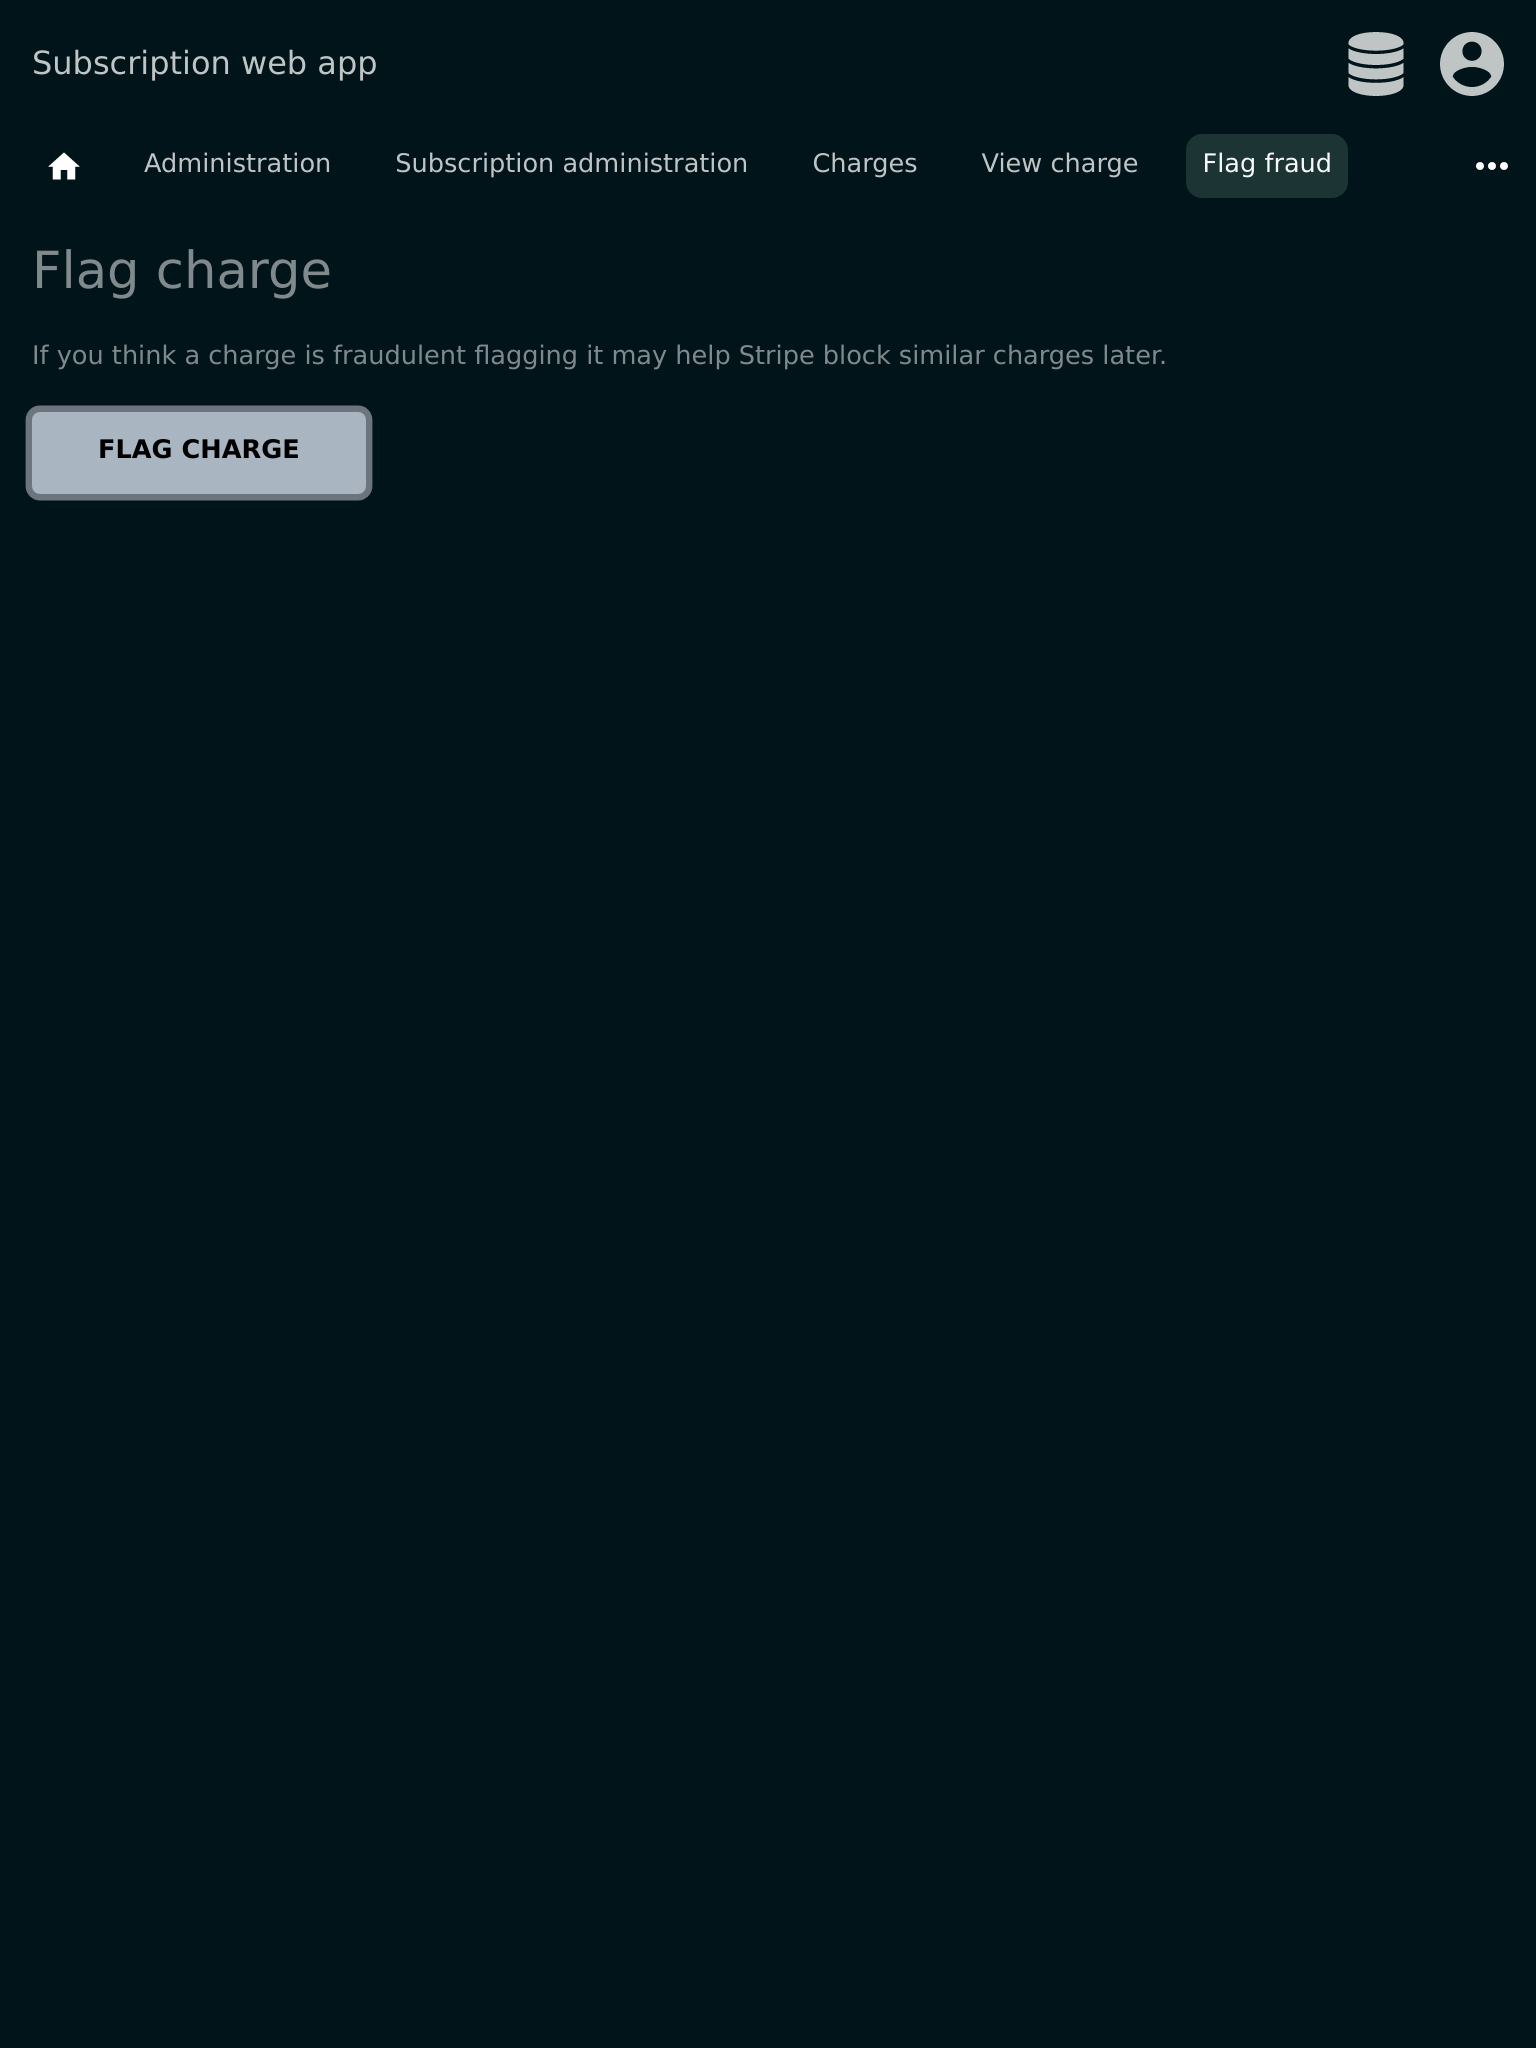 Subscription web app
Administration
Subscription administration
Charges
View charge
Flag fraud
Flag charge
If you think a charge is fraudulent flagging it may help Stripe block similar charges later.
FLAG CHARGE